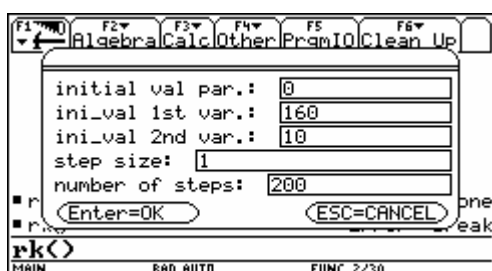 F1 F2 F3 F4 F5 F6
Algebra Calc Other PrgmIO Clean Up
initial val par.: 0
ini_val 1st var.: 160
ini_val 2nd var.: 10
step size: 1
number of steps: 200
Enter=OK ESC=CANCEL
rk()
MAIN RAD AUTO FUNC 2/30